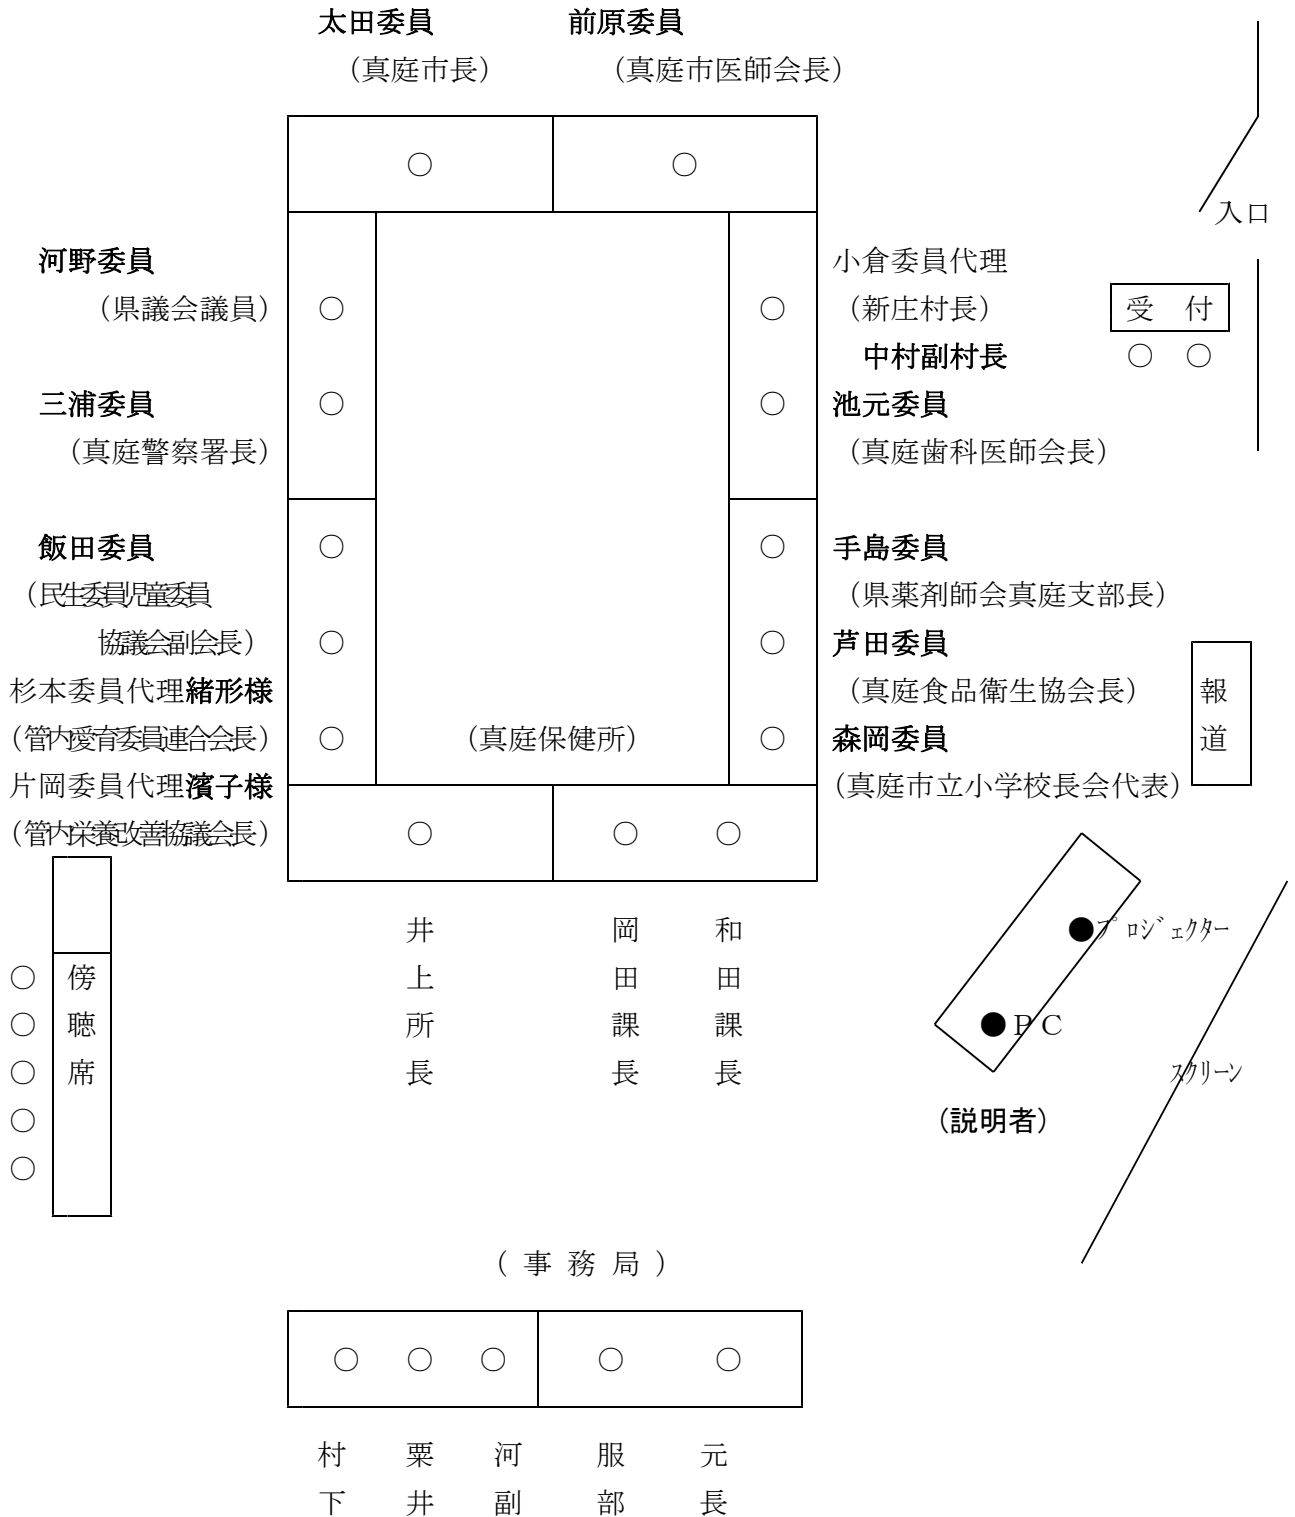 太田委員　前原委員
（真庭市長）　（真庭市医師会長）
○　○
入口
河野委員　小倉委員代理
（県議会議員）　○　○　（新庄村長）　受　付
中村副村長　○　○
三浦委員　○　○　池元委員
（真庭警察署長）　（真庭歯科医師会長）
飯田委員　○　○　手島委員
（民生委員児童委員　（県薬剤師会真庭支部長）
協議会副会長）　○　○　芦田委員
杉本委員代理緒形様　（真庭食品衛生協会長）
（管内愛育委員連合会長）　○　（真庭保健所）　○　森岡委員
報道
片岡委員代理濱子様　（真庭市立小学校長会代表）
（管内栄養改善協議会長）　○　○　○
井上所長
岡田課長
和田課長
●プロジェクター
●ＰＣ
スクリーン
（説明者）
傍聴席
○
○
○
○
○
（ 事 務 局 ）
○　○　○　○　○
村下
粟井
河副
服部
元長